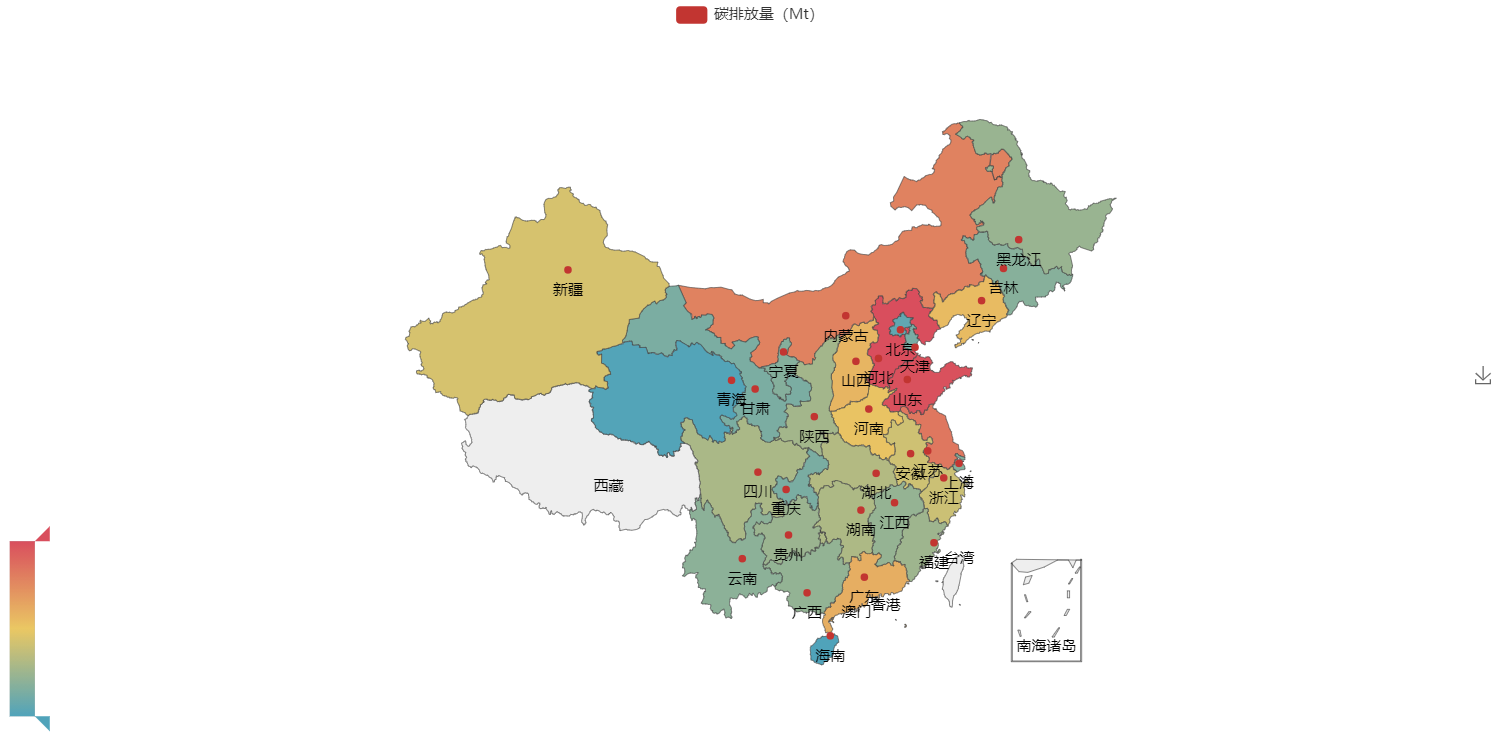 碳排放量（Mt）
黑龙江
吉林
新疆
辽宁
内蒙古
北京
天津
宁夏
河北
山西
青海
甘肃
山东
河南
陕西
江苏
安徽
上海
西藏
四川
湖北
浙江
重庆
江西
湖南
贵州
福建
台湾
云南
广东
香港
澳门
广西
南海诸岛
海南